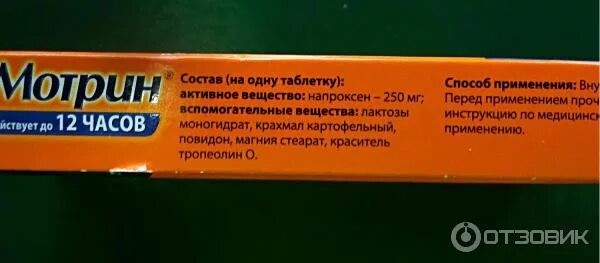 Мотрин®
йствует до 12 ЧАСОВ
Состав (на одну таблетку):
активное вещество: напроксен – 250 мг;
вспомогательные вещества: лактозы
моногидрат, крахмал картофельный,
повидон, магния стеарат, краситель
тропеолин О.
Способ применения: Вну
Перед применением проч
инструкцию по медицинск
применению.
ОТЗОВИК